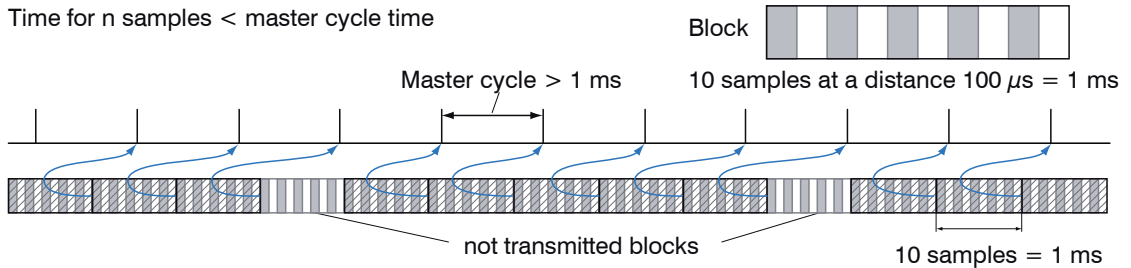 Time for n samples < master cycle time
Block
Master cycle > 1 ms
10 samples at a distance 100 µs = 1 ms
not transmitted blocks
10 samples = 1 ms